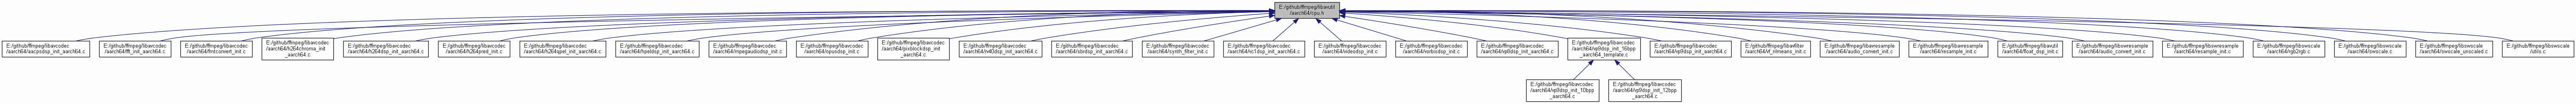 E:/github/ffmpeg/libavutil
/aarch64/cpu.h
E:/github/ffmpeg/libavcodec
/aarch64/aacpsdsp_init_aarch64.c
E:/github/ffmpeg/libavcodec
/aarch64/fft_init_aarch64.c
E:/github/ffmpeg/libavcodec
/aarch64/fmtconvert_init.c
E:/github/ffmpeg/libavcodec
/aarch64/h264chroma_init
_aarch64.c
E:/github/ffmpeg/libavcodec
/aarch64/h264dsp_init_aarch64.c
E:/github/ffmpeg/libavcodec
/aarch64/h264pred_init.c
E:/github/ffmpeg/libavcodec
/aarch64/h264qpel_init_aarch64.c
E:/github/ffmpeg/libavcodec
/aarch64/hpeldsp_init_aarch64.c
E:/github/ffmpeg/libavcodec
/aarch64/mpegaudiodsp_init.c
E:/github/ffmpeg/libavcodec
/aarch64/opusdsp_init.c
E:/github/ffmpeg/libavcodec
/aarch64/pixblockdsp_init
_aarch64.c
E:/github/ffmpeg/libavcodec
/aarch64/rv40dsp_init_aarch64.c
E:/github/ffmpeg/libavcodec
/aarch64/sbrdsp_init_aarch64.c
E:/github/ffmpeg/libavcodec
/aarch64/synth_filter_init.c
E:/github/ffmpeg/libavcodec
/aarch64/vc1dsp_init_aarch64.c
E:/github/ffmpeg/libavcodec
/aarch64/videodsp_init.c
E:/github/ffmpeg/libavcodec
/aarch64/vorbisdsp_init.c
E:/github/ffmpeg/libavcodec
/aarch64/vp8dsp_init_aarch64.c
E:/github/ffmpeg/libavcodec
/aarch64/vp9dsp_init_16bpp
_aarch64_template.c
E:/github/ffmpeg/libavcodec
/aarch64/vp9dsp_init_aarch64.c
E:/github/ffmpeg/libavfilter
/aarch64/vf_nlmeans_init.c
E:/github/ffmpeg/libavresample
/aarch64/audio_convert_init.c
E:/github/ffmpeg/libavresample
/aarch64/resample_init.c
E:/github/ffmpeg/libavutil
/aarch64/float_dsp_init.c
E:/github/ffmpeg/libswresample
/aarch64/audio_convert_init.c
E:/github/ffmpeg/libswresample
/aarch64/resample_init.c
E:/github/ffmpeg/libswscale
/aarch64/rgb2rgb.c
E:/github/ffmpeg/libswscale
/aarch64/swscale.c
E:/github/ffmpeg/libswscale
/aarch64/swscale_unscaled.c
E:/github/ffmpeg/libswscale
/utils.c
E:/github/ffmpeg/libavcodec
/aarch64/vp9dsp_init_10bpp
_aarch64.c
E:/github/ffmpeg/libavcodec
/aarch64/vp9dsp_init_12bpp
_aarch64.c